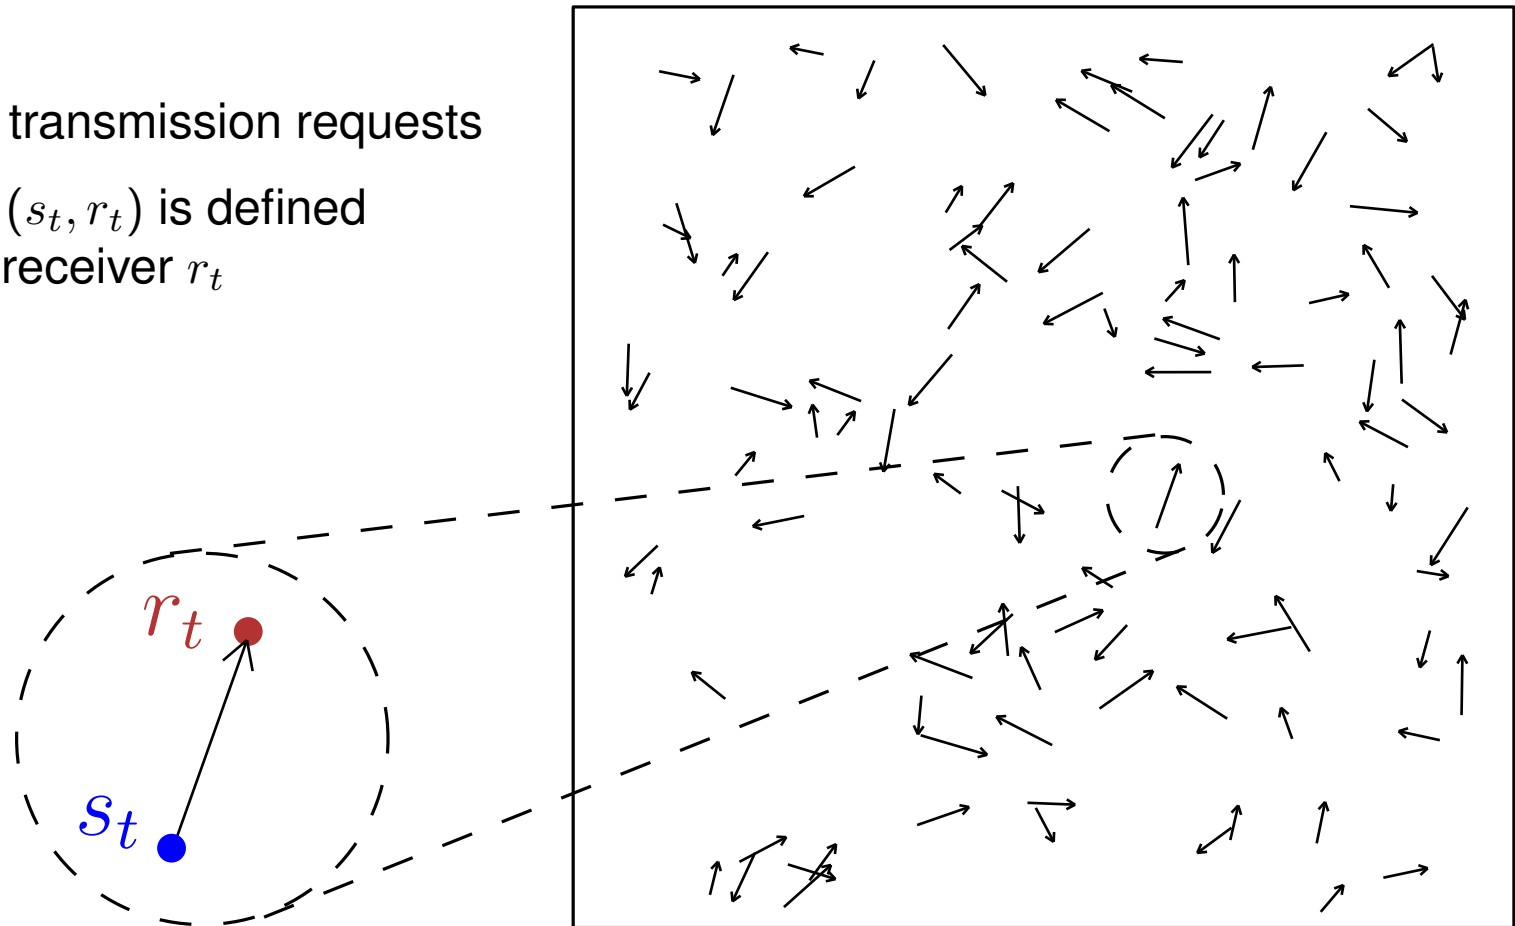 transmission requests
(s_t, r_t) is defined
receiver r_t
r_t
s_t